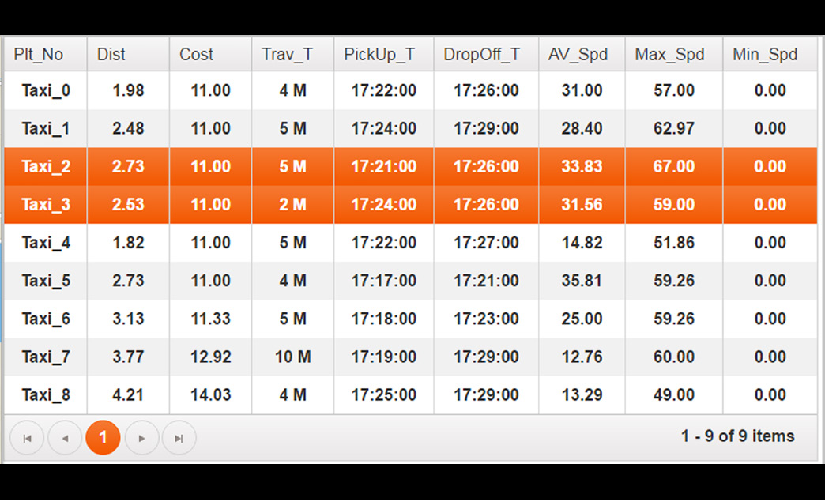 Plt_No Dist Cost Trav_T PickUp_T DropOff_T AV_Spd Max_Spd Min_Spd
Taxi_0 1.98 11.00 4 M 17:22:00 17:26:00 31.00 57.00 0.00
Taxi_1 2.48 11.00 5 M 17:24:00 17:29:00 28.40 62.97 0.00
Taxi_2 2.73 11.00 5 M 17:21:00 17:26:00 33.83 67.00 0.00
Taxi_3 2.53 11.00 2 M 17:24:00 17:26:00 31.56 59.00 0.00
Taxi_4 1.82 11.00 5 M 17:22:00 17:27:00 14.82 51.86 0.00
Taxi_5 2.73 11.00 4 M 17:17:00 17:21:00 35.81 59.26 0.00
Taxi_6 3.13 11.33 5 M 17:18:00 17:23:00 25.00 59.26 0.00
Taxi_7 3.77 12.92 10 M 17:19:00 17:29:00 12.76 60.00 0.00
Taxi_8 4.21 14.03 4 M 17:25:00 17:29:00 13.29 49.00 0.00
1 1 - 9 of 9 items